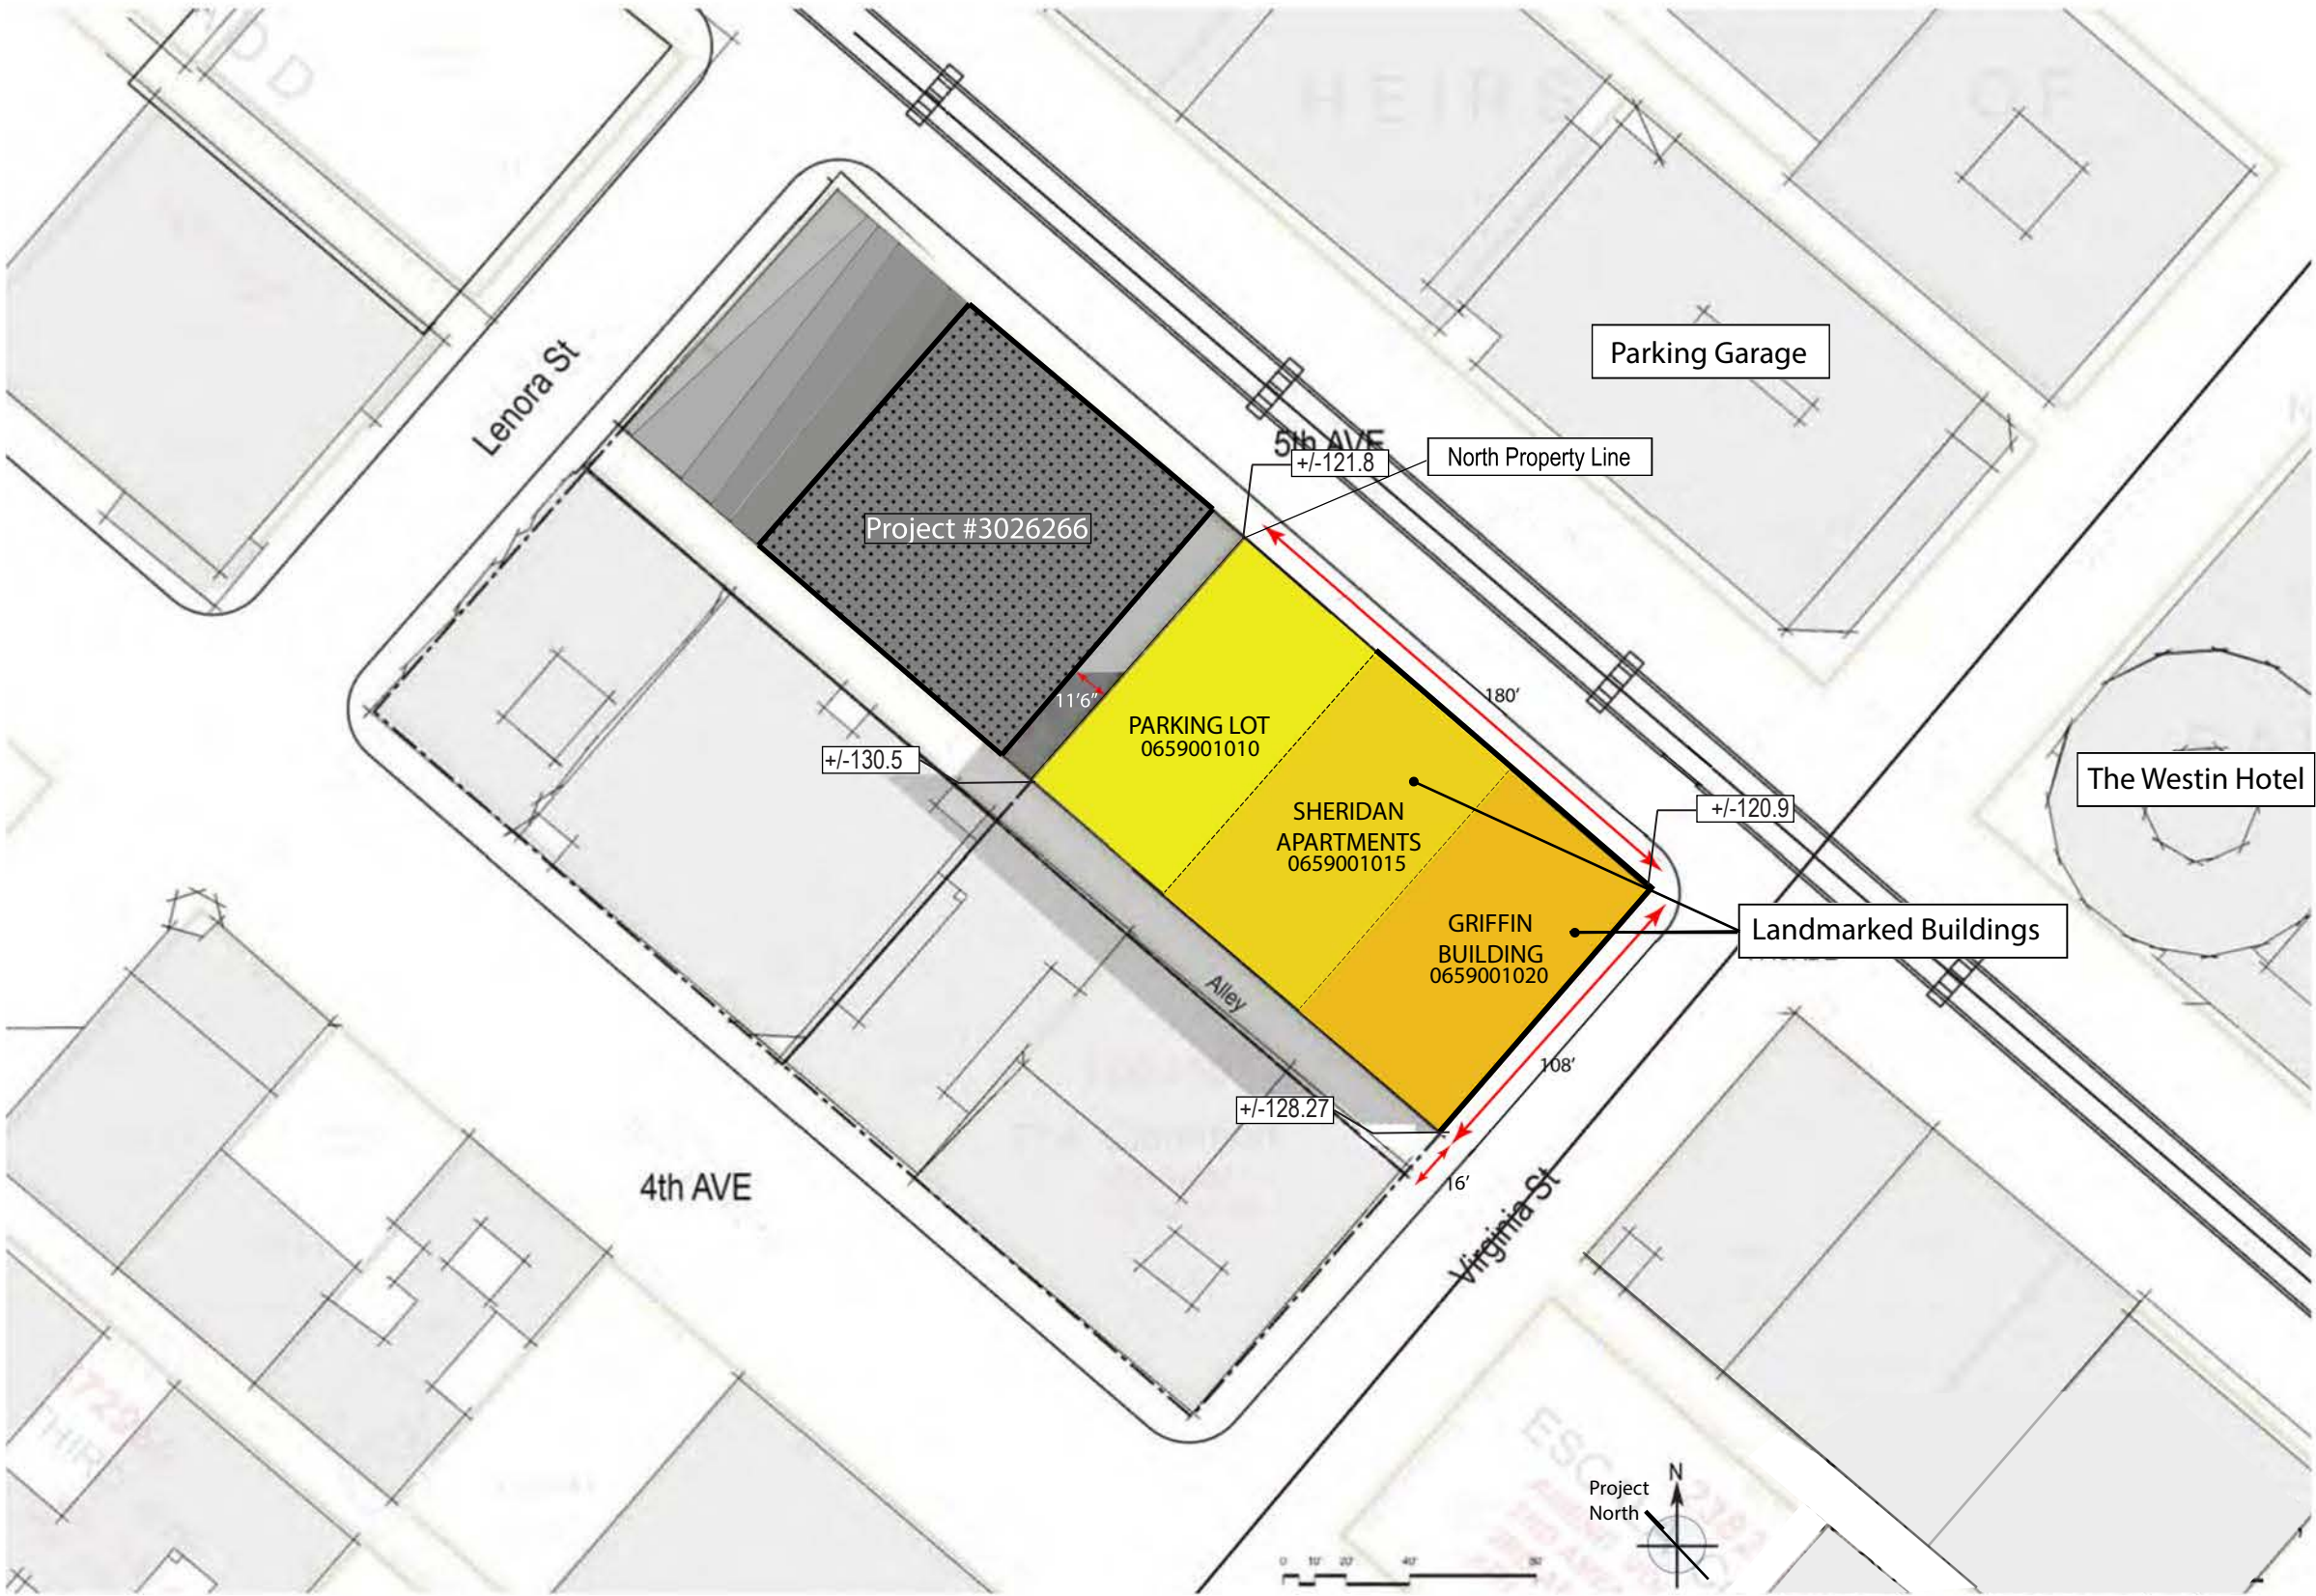 HEIRS
OF
Lenora St
Parking Garage
5th AVE
+/-121.8
North Property Line
Project #3026266
11'6"
180'
PARKING LOT
0659001010
+/-130.5
The Westin Hotel
SHERIDAN
APARTMENTS
0659001015
+/-120.9
GRIFFIN
BUILDING
0659001020
Landmarked Buildings
Alley
108'
+/-128.27
4th AVE
16'
Virginia St
Project
North
N
0 10' 20' 40' 80'